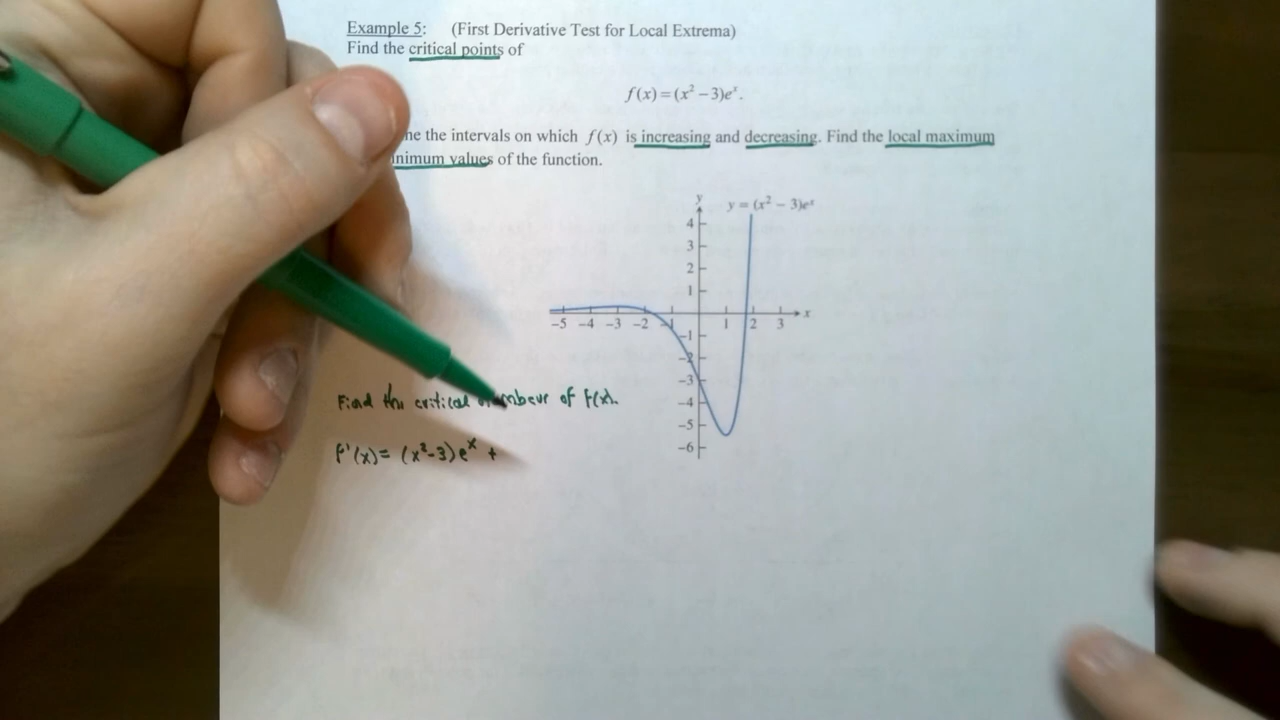 Example 5: (First Derivative Test for Local Extrema)
Find the critical points of
f(x) = (x² – 3)eˣ.
the intervals on which f(x) is increasing and decreasing. Find the local maximum
values of the function.
y
y = (x² – 3)eˣ
4
3
2
1
–5 –4 –3 –2 –1 1 2 3 x
–1
–2
–3
–4
–5
–6
Find the critical of f(x).
f'(x) = (x²-3)eˣ +